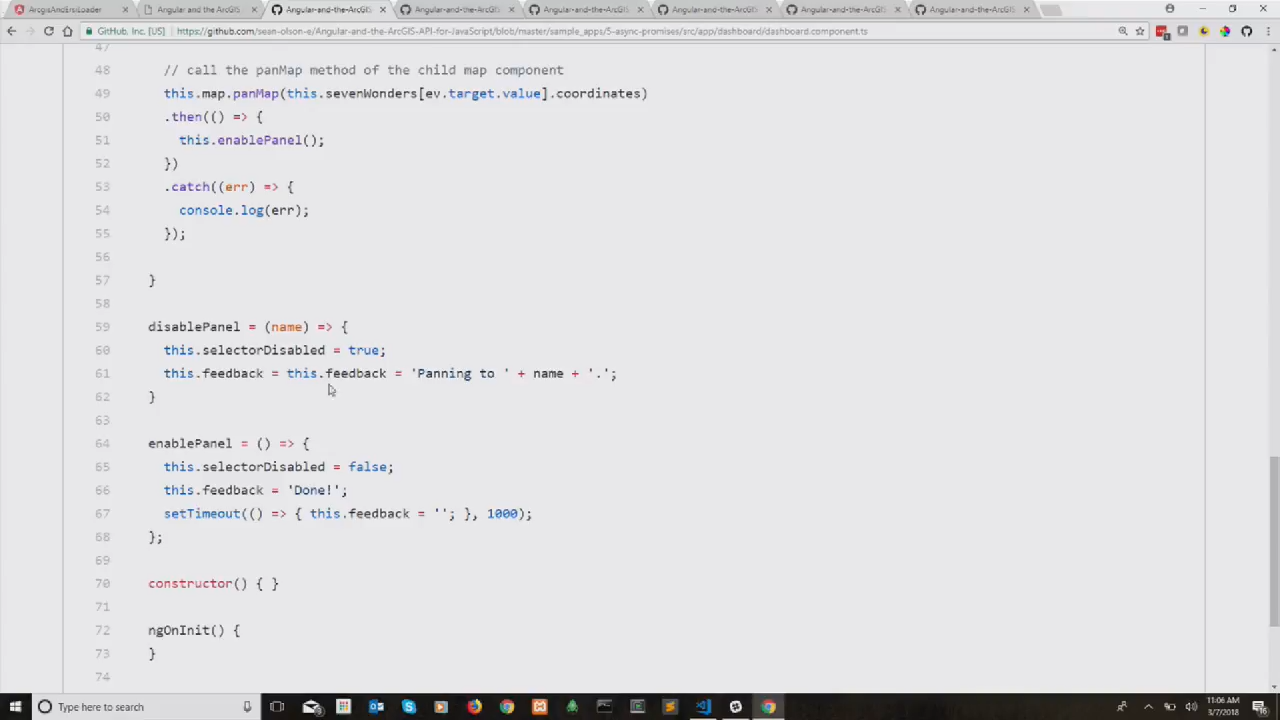 ArcgisAndEsriLoader
Angular and the ArcGIS
Angular-and-the-ArcGIS
Angular-and-the-ArcGIS
Angular-and-the-ArcGIS
Angular-and-the-ArcGIS
Angular-and-the-ArcGIS
Angular-and-the-ArcGIS
GitHub, Inc. [US] https://github.com/sean-olson-e/Angular-and-the-ArcGIS-API-for-JavaScript/blob/master/sample_apps/5-async-promises/src/app/dashboard/dashboard.component.ts
47
48 // call the panMap method of the child map component
49 this.map.panMap(this.sevenWonders[ev.target.value].coordinates)
50 .then(() => {
51 this.enablePanel();
52 })
53 .catch((err) => {
54 console.log(err);
55 });
56
57 }
58
59 disablePanel = (name) => {
60 this.selectorDisabled = true;
61 this.feedback = this.feedback = 'Panning to ' + name + '.';
62 }
63
64 enablePanel = () => {
65 this.selectorDisabled = false;
66 this.feedback = 'Done!';
67 setTimeout(() => { this.feedback = ''; }, 1000);
68 };
69
70 constructor() { }
71
72 ngOnInit() {
73 }
74
Type here to search
11:06 AM
3/7/2018
16